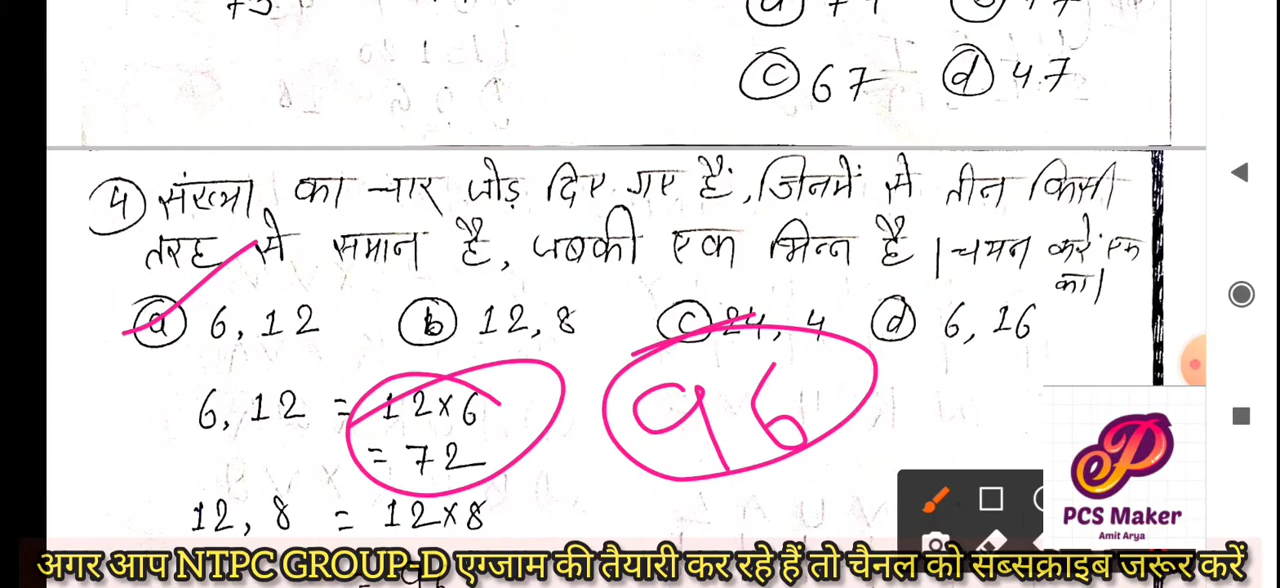 73
(c) 67 (d) 47
(4) संख्या का चार जोड़ दिए गए हैं, जिनमें से तीन किसी
तरह से समान है, जबकी एक भिन्न है। चयन करें एक
का।
(a) 6, 12 (b) 12, 8 (c) 24, 4 (d) 6, 16
6, 12 = 12×6
= 72
96
12, 8 = 12×8
PCS Maker
Amit Arya
अगर आप NTPC GROUP-D एग्जाम की तैयारी कर रहे हैं तो चैनल को सब्सक्राइब जरूर करें